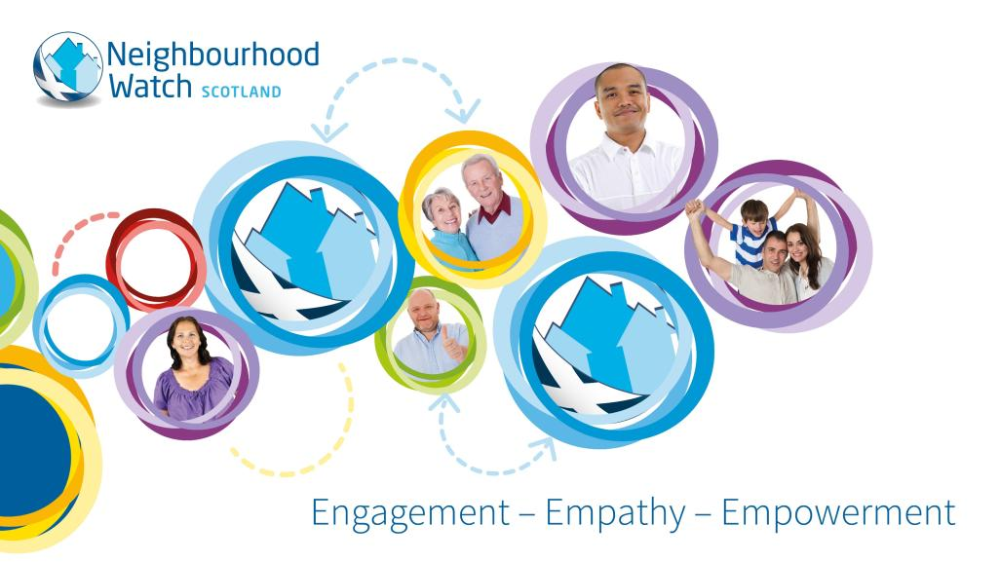 Neighbourhood
Watch SCOTLAND
Engagement – Empathy – Empowerment